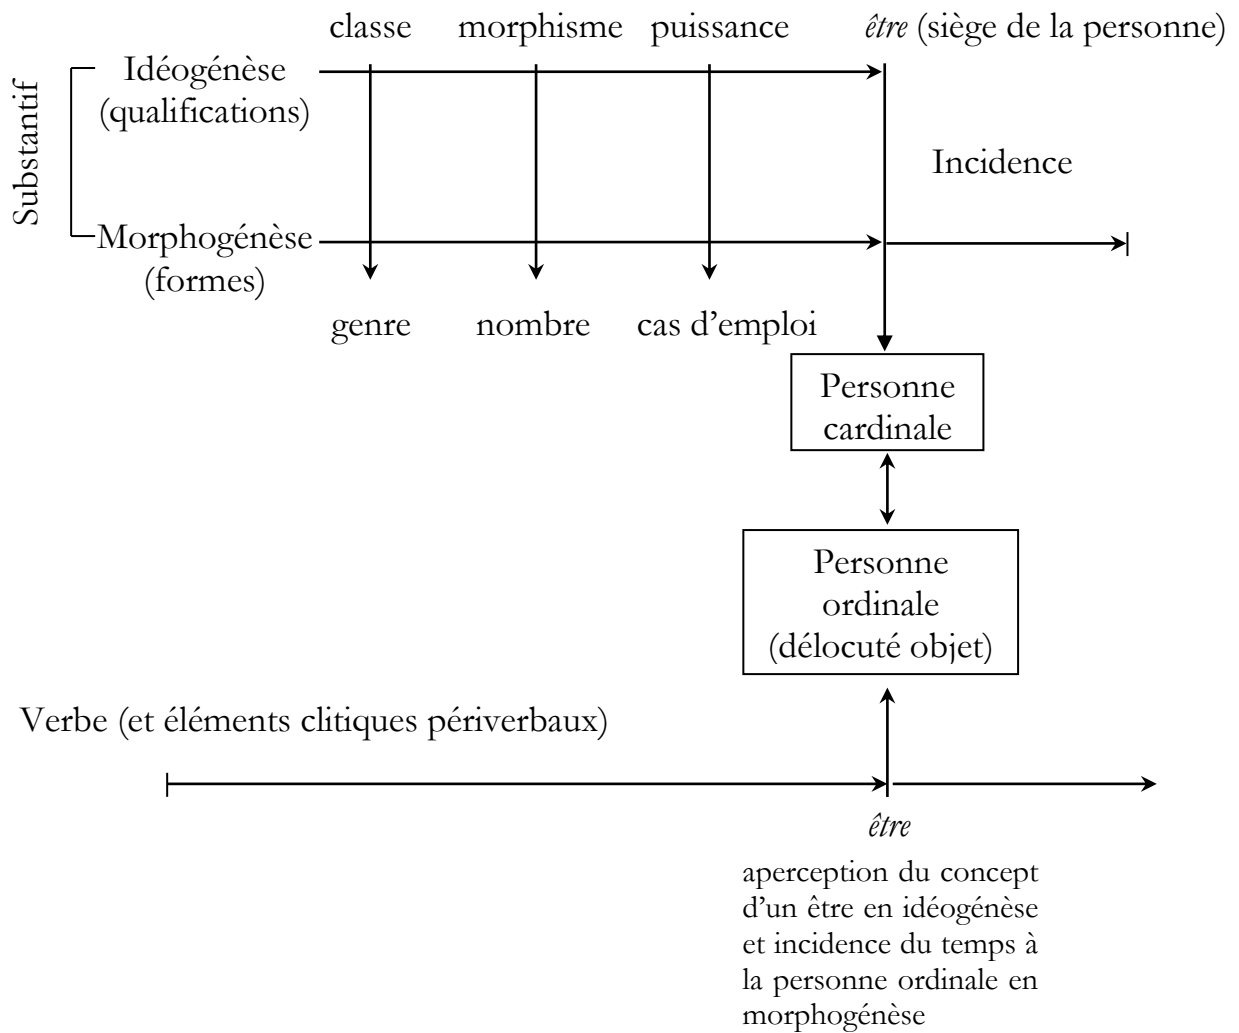 classe morphisme puissance être (siège de la personne)
Substantif
Idéogénèse
(qualifications)
Incidence
Morphogénèse
(formes)
genre nombre cas d’emploi
Personne
cardinale
Personne
ordinale
(délocuté objet)
Verbe (et éléments clitiques périverbaux)
être
aperception du concept
d’un être en idéogénèse
et incidence du temps à
la personne ordinale en
morphogénèse